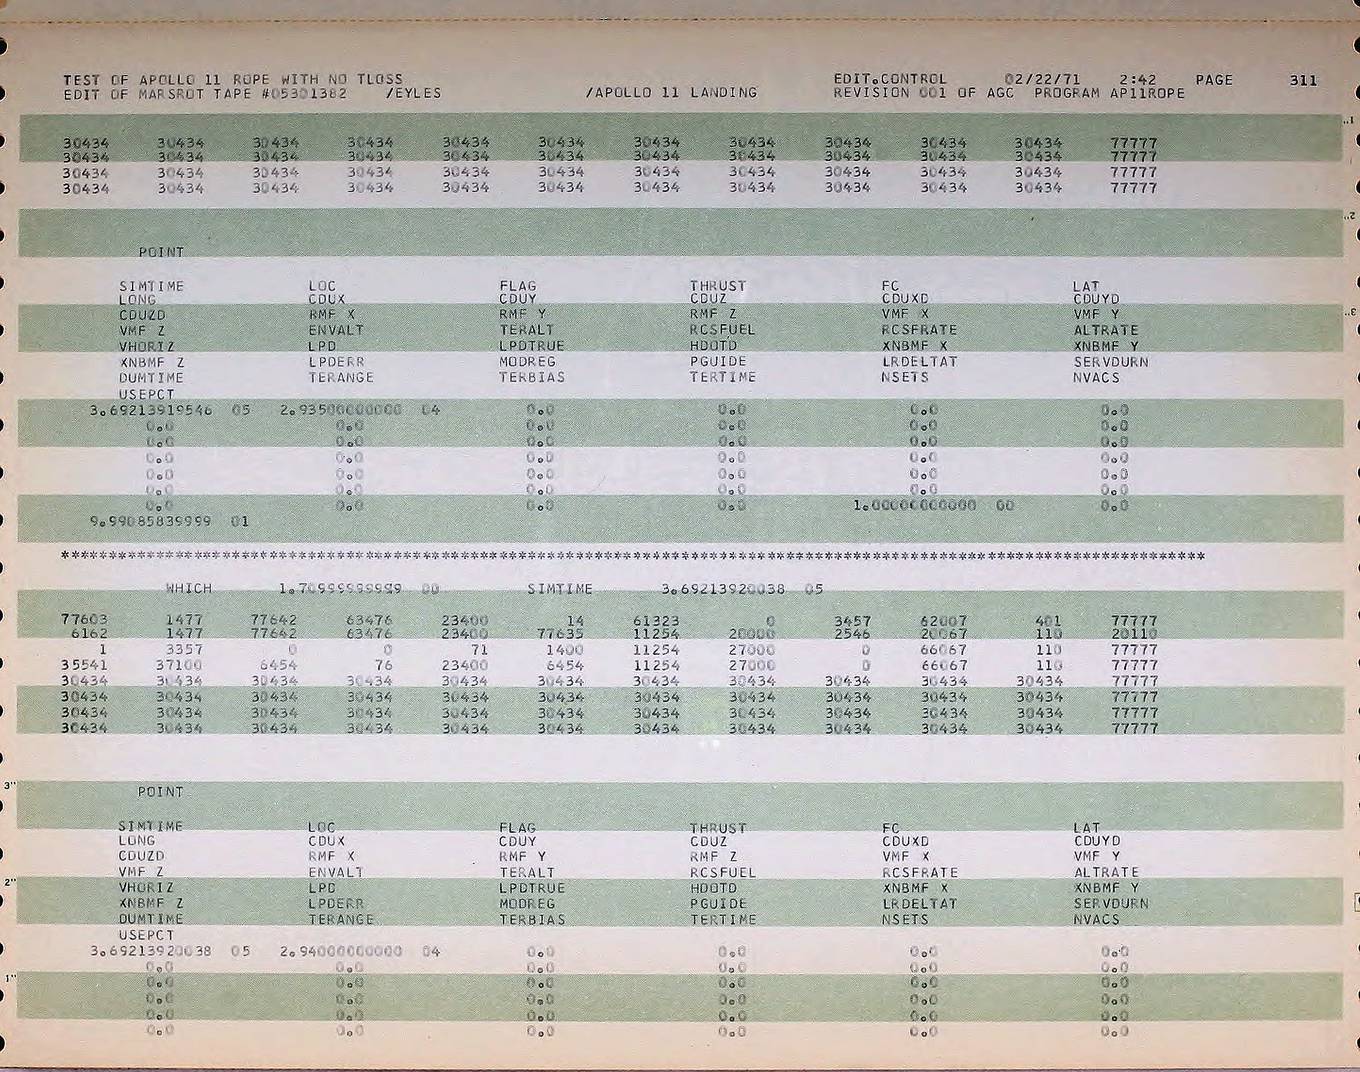 TEST OF APOLLO 11 ROPE WITH NO TLOSS EDIT.CONTROL 02/22/71 2:42 PAGE 311
EDIT OF MARSROT TAPE #05301382 /EYLES /APOLLO 11 LANDING REVISION 001 OF AGC PROGRAM AP11ROPE
30434 30434 30434 30434 30434 30434 30434 30434 30434 30434 30434 77777
30434 30434 30434 30434 30434 30434 30434 30434 30434 30434 30434 77777
30434 30434 30434 30434 30434 30434 30434 30434 30434 30434 30434 77777
30434 30434 30434 30434 30434 30434 30434 30434 30434 30434 30434 77777
POINT
SIMTIME LOC FLAG THRUST FC LAT
LONG CDUX CDUY CDUZ CDUXD CDUYD
CDUZD RMF X RMF Y RMF Z VMF X VMF Y
VMF Z ENVALT TERALT RCSFUEL RCSFRATE ALTRATE
VHORIZ LPD LPDTRUE HDOTD XNBMF X XNBMF Y
XNBMF Z LPDERR MODREG PGUIDE LRDELTAT SERVDURN
DUMTIME TERANGE TERBIAS TERTIME NSETS NVACS
USEPCT
3.69213919546 05 2.93500000000 04 0.0 0.0 0.0 0.0
0.0 0.0 0.0 0.0 0.0 0.0
0.0 0.0 0.0 0.0 0.0 0.0
0.0 0.0 0.0 0.0 0.0 0.0
0.0 0.0 0.0 0.0 0.0 0.0
0.0 0.0 0.0 0.0 0.0 0.0
0.0 0.0 0.0 0.0 1.00000000000 00 0.0
9.99085839999 01
************************************************************************************************************************
WHICH 1.70999999999 00 SIMTIME 3.69213920038 05
77603 1477 77642 63476 23400 14 61323 0 3457 62007 401 77777
6162 1477 77642 63476 23400 77635 11254 20000 2546 20067 110 20110
1 3357 0 0 71 1400 11254 27000 0 66067 110 77777
35541 37100 6454 76 23400 6454 11254 27000 0 66067 110 77777
30434 30434 30434 30434 30434 30434 30434 30434 30434 30434 30434 77777
30434 30434 30434 30434 30434 30434 30434 30434 30434 30434 30434 77777
30434 30434 30434 30434 30434 30434 30434 30434 30434 30434 30434 77777
30434 30434 30434 30434 30434 30434 30434 30434 30434 30434 30434 77777
POINT
SIMTIME LOC FLAG THRUST FC LAT
LONG CDUX CDUY CDUZ CDUXD CDUYD
CDUZD RMF X RMF Y RMF Z VMF X VMF Y
VMF Z ENVALT TERALT RCSFUEL RCSFRATE ALTRATE
VHORIZ LPD LPDTRUE HDOTD XNBMF X XNBMF Y
XNBMF Z LPDERR MODREG PGUIDE LRDELTAT SERVDURN
DUMTIME TERANGE TERBIAS TERTIME NSETS NVACS
USEPCT
3.69213920038 05 2.94000000000 04 0.0 0.0 0.0 0.0
0.0 0.0 0.0 0.0 0.0 0.0
0.0 0.0 0.0 0.0 0.0 0.0
0.0 0.0 0.0 0.0 0.0 0.0
0.0 0.0 0.0 0.0 0.0 0.0
0.0 0.0 0.0 0.0 0.0 0.0
3"
2"
1"
1"
2"
3"